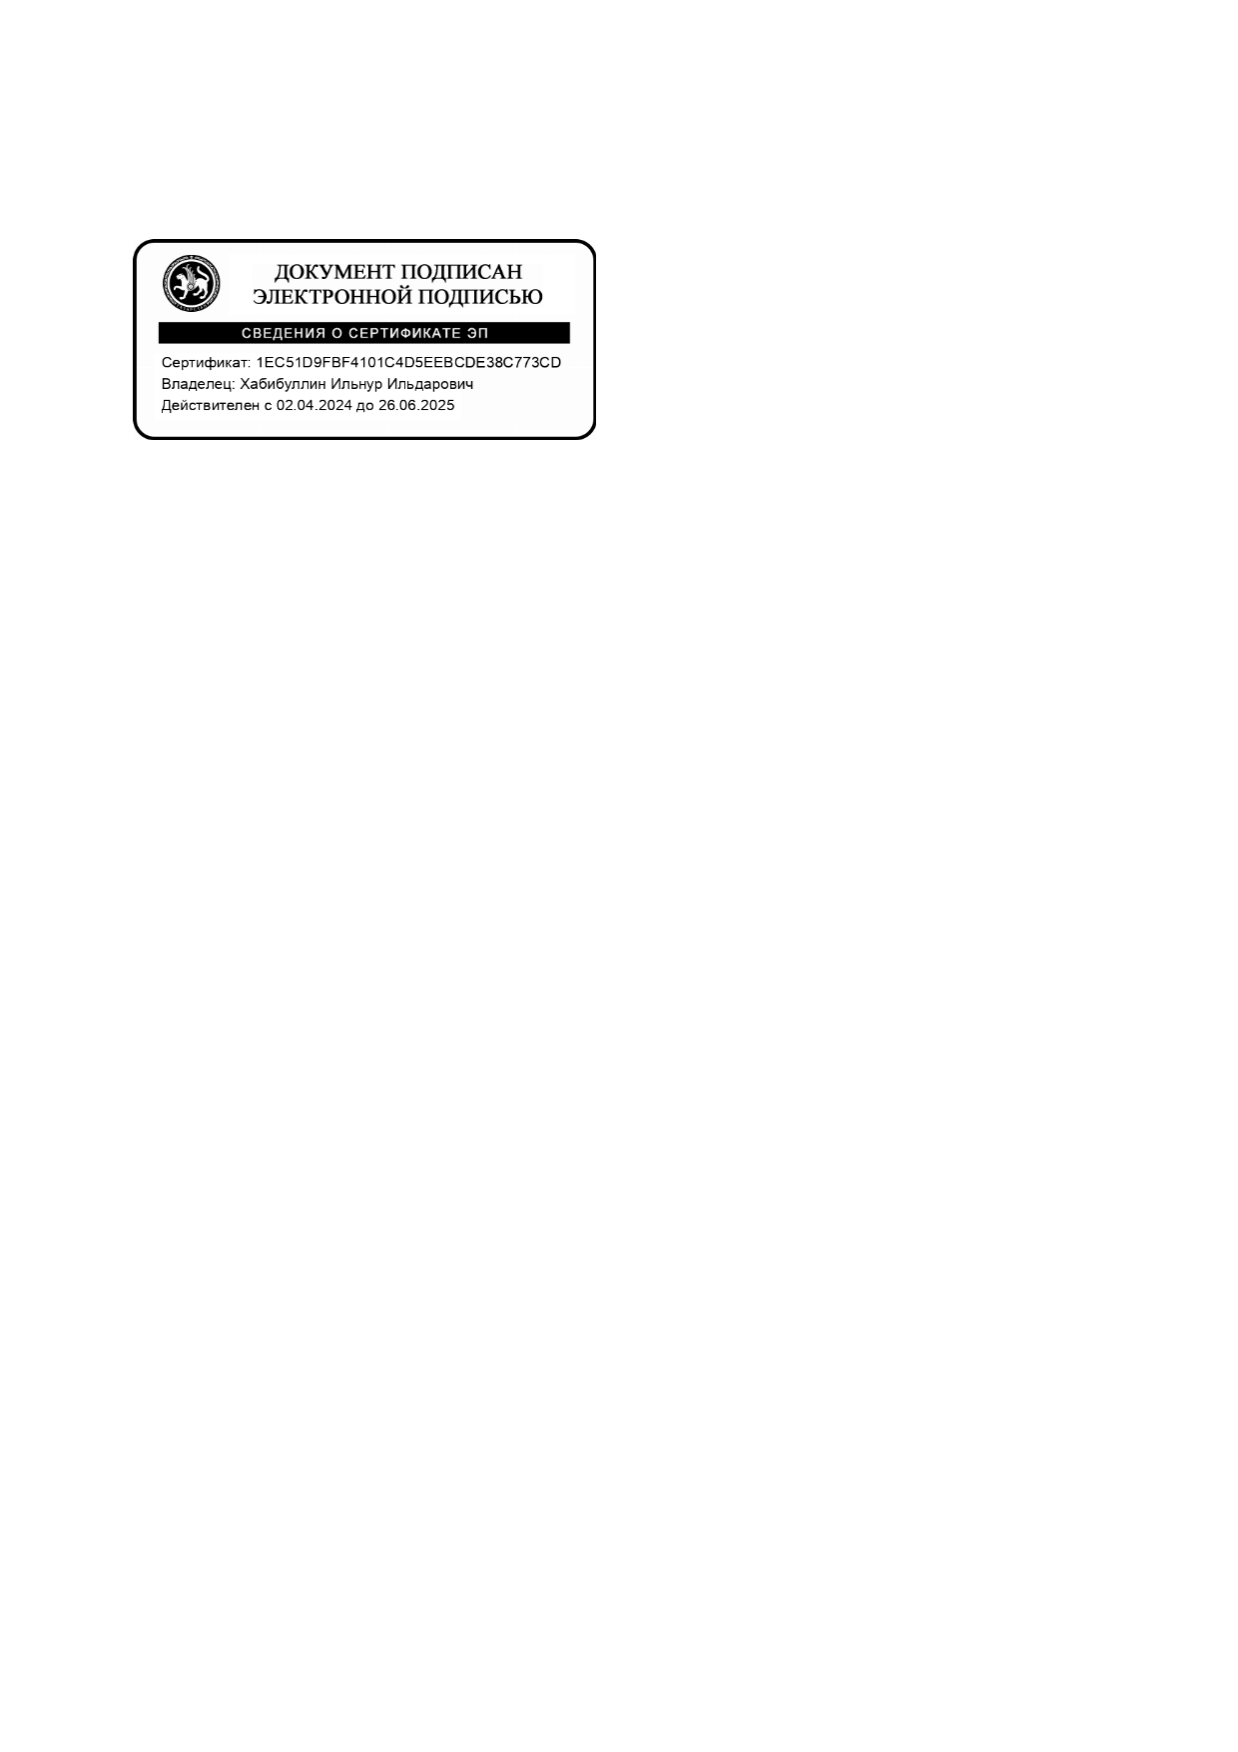 ДОКУМЕНТ ПОДПИСАН
ЭЛЕКТРОННОЙ ПОДПИСЬЮ
СВЕДЕНИЯ О СЕРТИФИКАТЕ ЭП
Сертификат: 1EC51D9FBF4101C4D5EEBCDE38C773CD
Владелец: Хабибуллин Ильнур Ильдарович
Действителен с 02.04.2024 до 26.06.2025